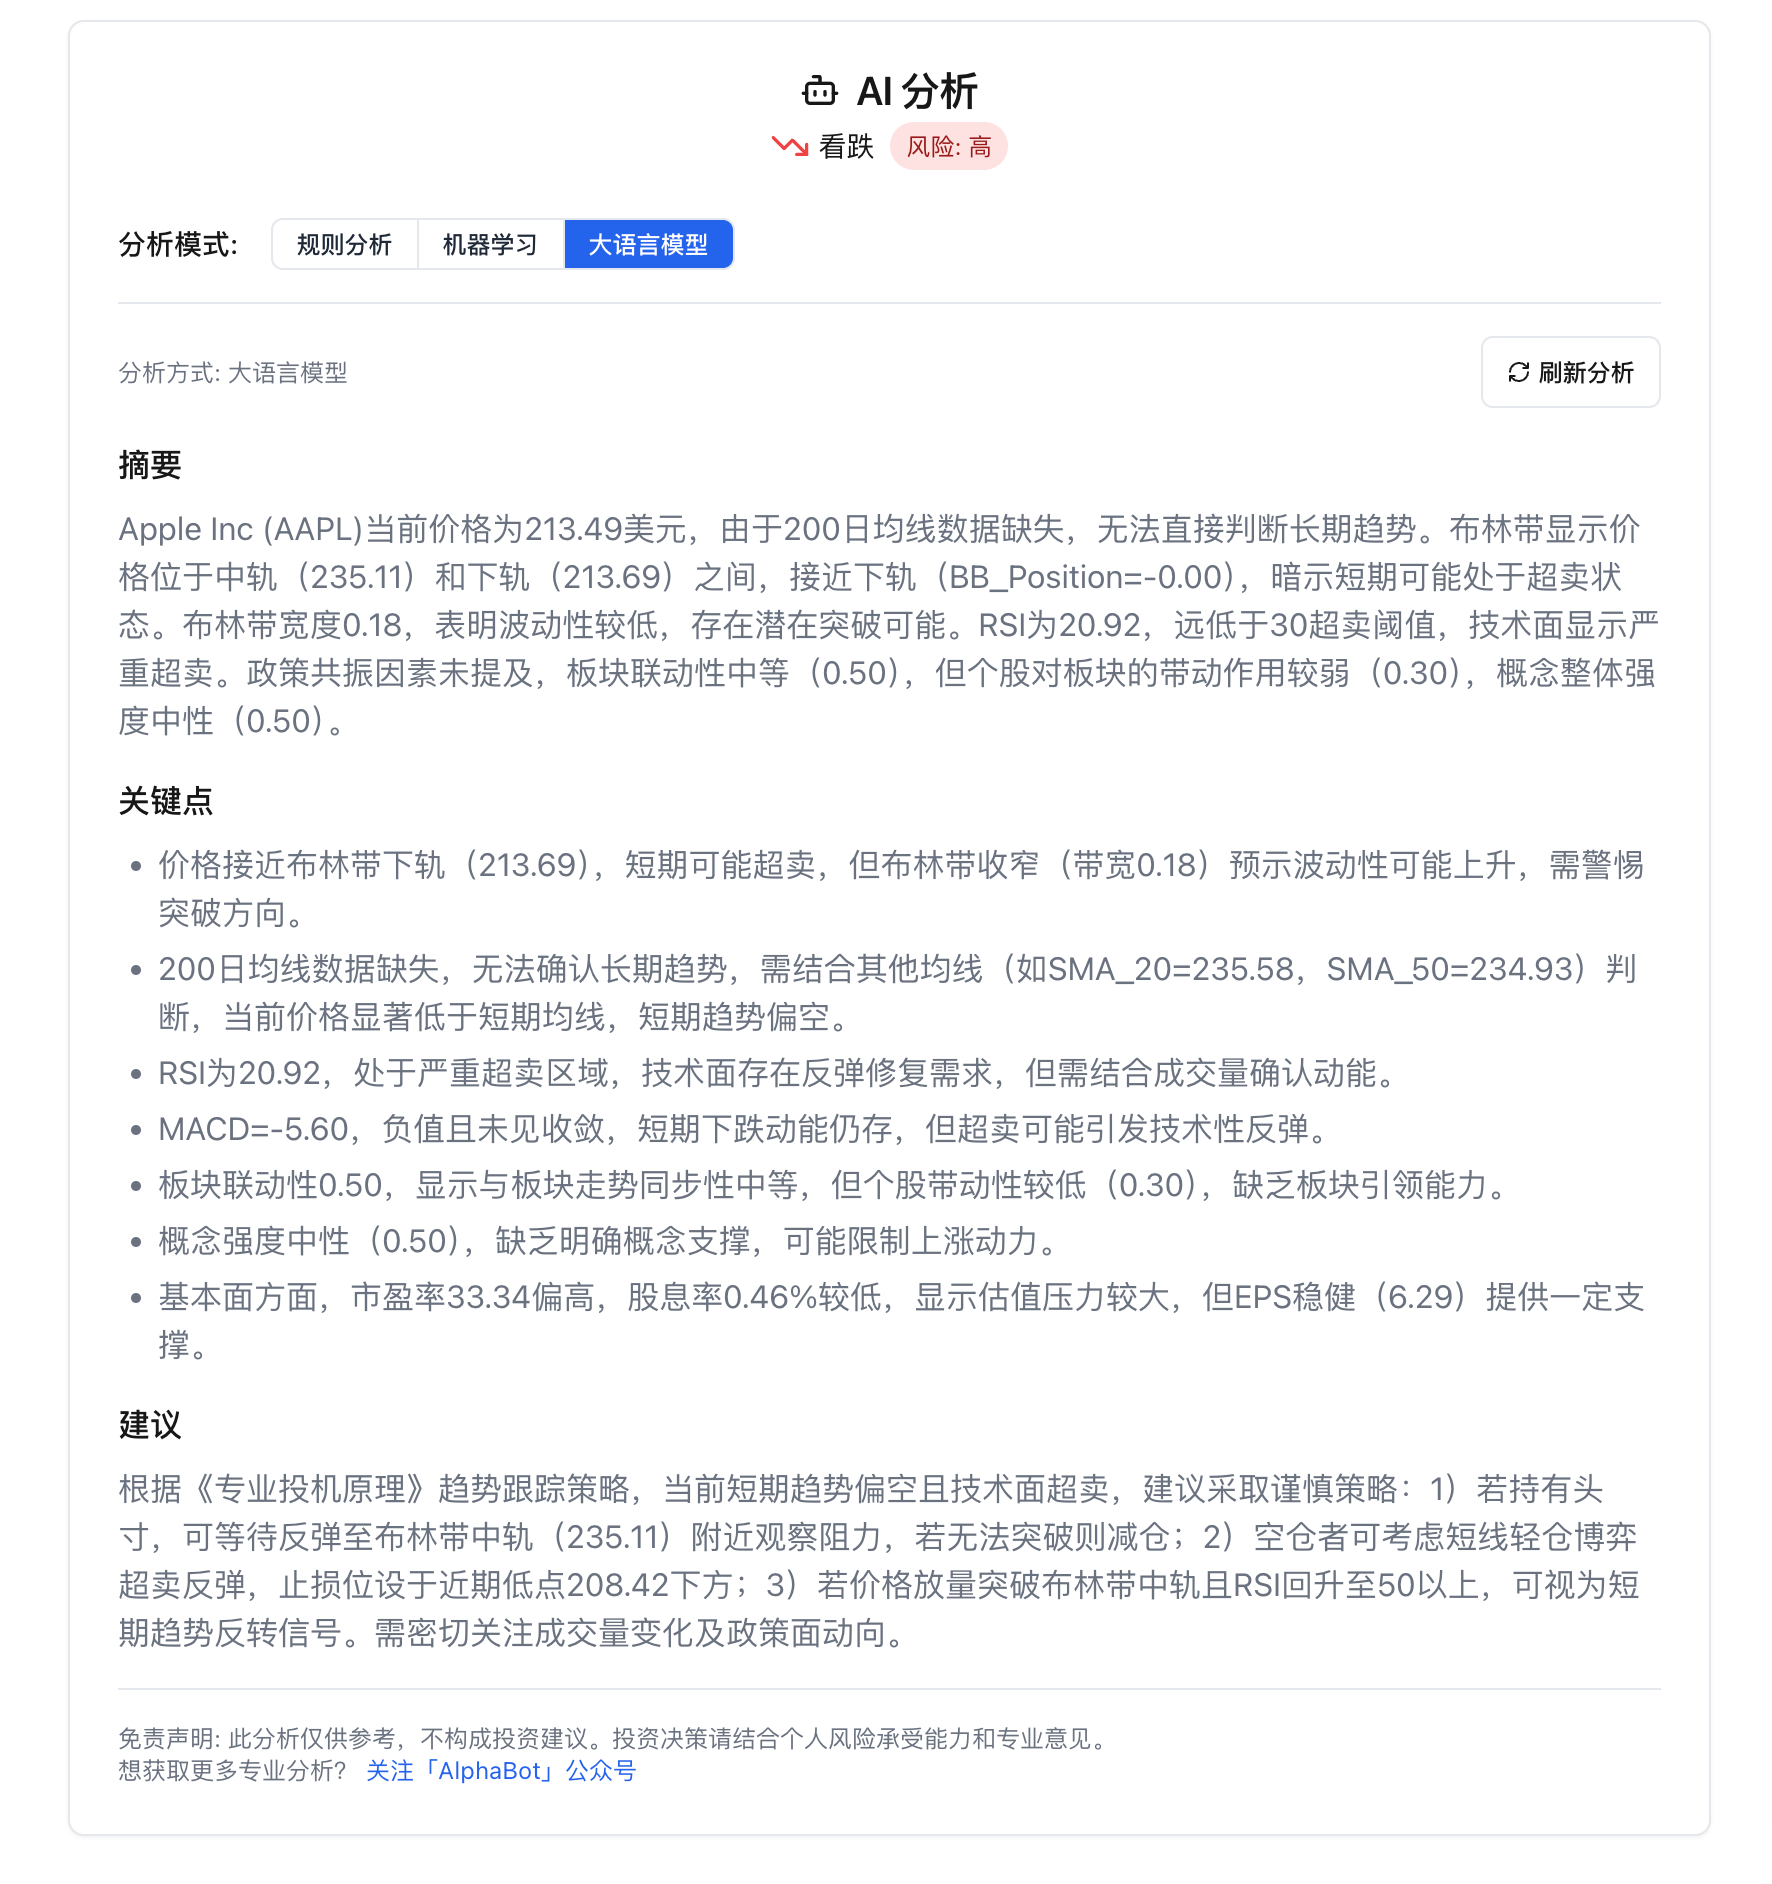 AI 分析
看跌 风险: 高
分析模式: 规则分析 机器学习 大语言模型
分析方式: 大语言模型 刷新分析
摘要
Apple Inc (AAPL)当前价格为213.49美元，由于200日均线数据缺失，无法直接判断长期趋势。布林带显示价
格位于中轨（235.11）和下轨（213.69）之间，接近下轨（BB_Position=-0.00），暗示短期可能处于超卖状
态。布林带宽度0.18，表明波动性较低，存在潜在突破可能。RSI为20.92，远低于30超卖阈值，技术面显示严
重超卖。政策共振因素未提及，板块联动性中等（0.50），但个股对板块的带动作用较弱（0.30），概念整体强
度中性（0.50）。
关键点
• 价格接近布林带下轨（213.69），短期可能超卖，但布林带收窄（带宽0.18）预示波动性可能上升，需警惕
突破方向。
• 200日均线数据缺失，无法确认长期趋势，需结合其他均线（如SMA_20=235.58，SMA_50=234.93）判
断，当前价格显著低于短期均线，短期趋势偏空。
• RSI为20.92，处于严重超卖区域，技术面存在反弹修复需求，但需结合成交量确认动能。
• MACD=-5.60，负值且未见收敛，短期下跌动能仍存，但超卖可能引发技术性反弹。
• 板块联动性0.50，显示与板块走势同步性中等，但个股带动性较低（0.30），缺乏板块引领能力。
• 概念强度中性（0.50），缺乏明确概念支撑，可能限制上涨动力。
• 基本面方面，市盈率33.34偏高，股息率0.46%较低，显示估值压力较大，但EPS稳健（6.29）提供一定支
撑。
建议
根据《专业投机原理》趋势跟踪策略，当前短期趋势偏空且技术面超卖，建议采取谨慎策略：1）若持有头
寸，可等待反弹至布林带中轨（235.11）附近观察阻力，若无法突破则减仓；2）空仓者可考虑短线轻仓博弈
超卖反弹，止损位设于近期低点208.42下方；3）若价格放量突破布林带中轨且RSI回升至50以上，可视为短
期趋势反转信号。需密切关注成交量变化及政策面动向。
免责声明: 此分析仅供参考，不构成投资建议。投资决策请结合个人风险承受能力和专业意见。
想获取更多专业分析？ 关注「AlphaBot」公众号